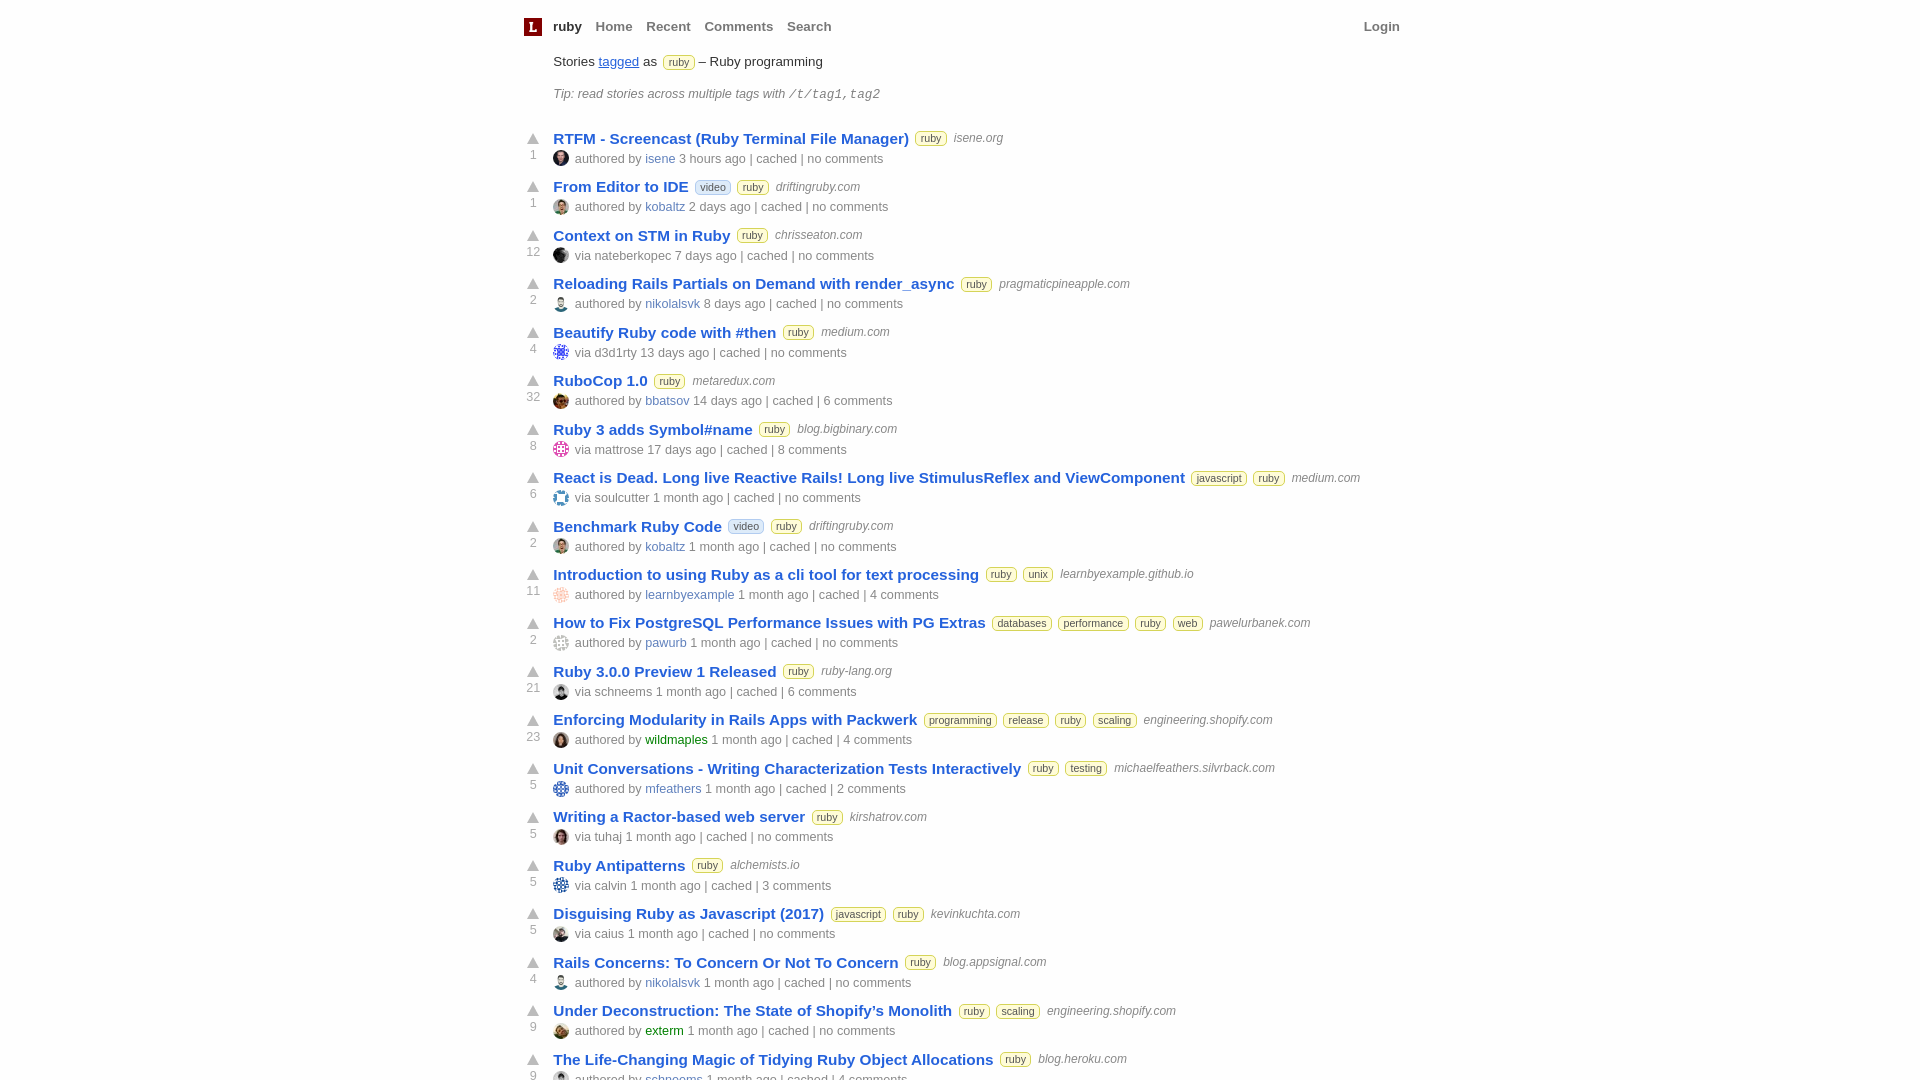 L ruby Home Recent Comments Search Login
Stories tagged as ruby – Ruby programming
Tip: read stories across multiple tags with /t/tag1,tag2
RTFM - Screencast (Ruby Terminal File Manager) ruby isene.org
1 authored by isene 3 hours ago | cached | no comments
From Editor to IDE video ruby driftingruby.com
1 authored by kobaltz 2 days ago | cached | no comments
Context on STM in Ruby ruby chrisseaton.com
12 via nateberkopec 7 days ago | cached | no comments
Reloading Rails Partials on Demand with render_async ruby pragmaticpineapple.com
2 authored by nikolalsvk 8 days ago | cached | no comments
Beautify Ruby code with #then ruby medium.com
4 via d3d1rty 13 days ago | cached | no comments
RuboCop 1.0 ruby metaredux.com
32 authored by bbatsov 14 days ago | cached | 6 comments
Ruby 3 adds Symbol#name ruby blog.bigbinary.com
8 via mattrose 17 days ago | cached | 8 comments
React is Dead. Long live Reactive Rails! Long live StimulusReflex and ViewComponent javascript ruby medium.com
6 via soulcutter 1 month ago | cached | no comments
Benchmark Ruby Code video ruby driftingruby.com
2 authored by kobaltz 1 month ago | cached | no comments
Introduction to using Ruby as a cli tool for text processing ruby unix learnbyexample.github.io
11 authored by learnbyexample 1 month ago | cached | 4 comments
How to Fix PostgreSQL Performance Issues with PG Extras databases performance ruby web pawelurbanek.com
2 authored by pawurb 1 month ago | cached | no comments
Ruby 3.0.0 Preview 1 Released ruby ruby-lang.org
21 via schneems 1 month ago | cached | 6 comments
Enforcing Modularity in Rails Apps with Packwerk programming release ruby scaling engineering.shopify.com
23 authored by wildmaples 1 month ago | cached | 4 comments
Unit Conversations - Writing Characterization Tests Interactively ruby testing michaelfeathers.silvrback.com
5 authored by mfeathers 1 month ago | cached | 2 comments
Writing a Ractor-based web server ruby kirshatrov.com
5 via tuhaj 1 month ago | cached | no comments
Ruby Antipatterns ruby alchemists.io
5 via calvin 1 month ago | cached | 3 comments
Disguising Ruby as Javascript (2017) javascript ruby kevinkuchta.com
5 via caius 1 month ago | cached | no comments
Rails Concerns: To Concern Or Not To Concern ruby blog.appsignal.com
4 authored by nikolalsvk 1 month ago | cached | no comments
Under Deconstruction: The State of Shopify’s Monolith ruby scaling engineering.shopify.com
9 authored by exterm 1 month ago | cached | no comments
The Life-Changing Magic of Tidying Ruby Object Allocations ruby blog.heroku.com
9 authored by schneems 1 month ago | cached | 4 comments